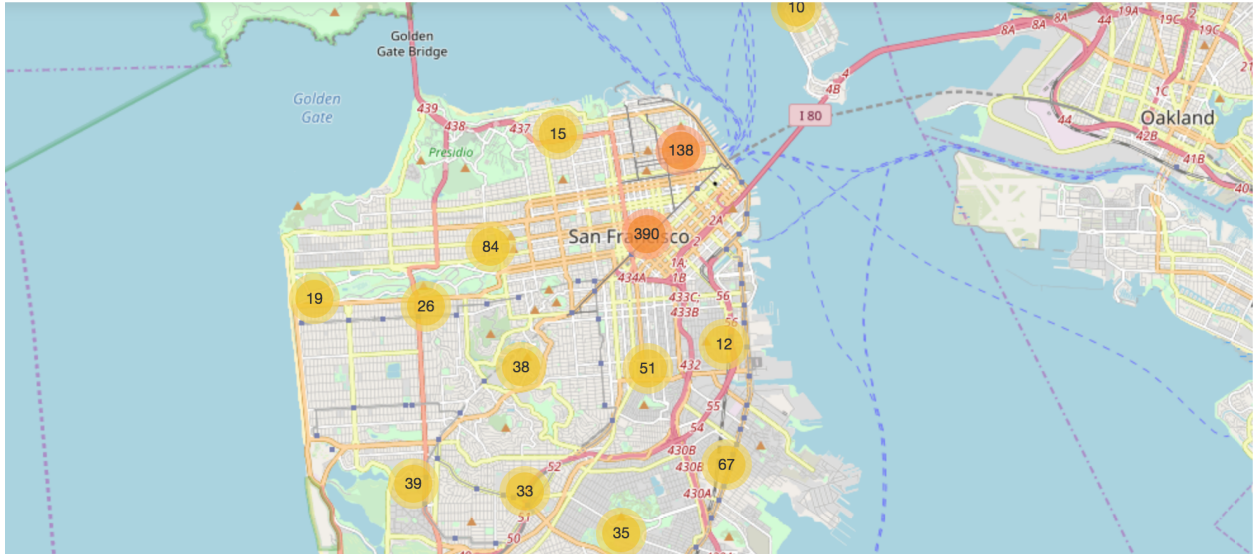 10
19A
8A
19C
2
8A
44
8A
19C
21
Golden
Gate Bridge
4
4B
1C
Golden
Gate
439
438
437
15
I 80
44
Oakland
42B
41B
Presidio
138
40
2A
84
San Francisco
390
2
1A
434A
1B
19
26
433C;
433B
56
56
12
38
51
432
55
54
430B
52
430B
67
39
33
430A
51
35
50